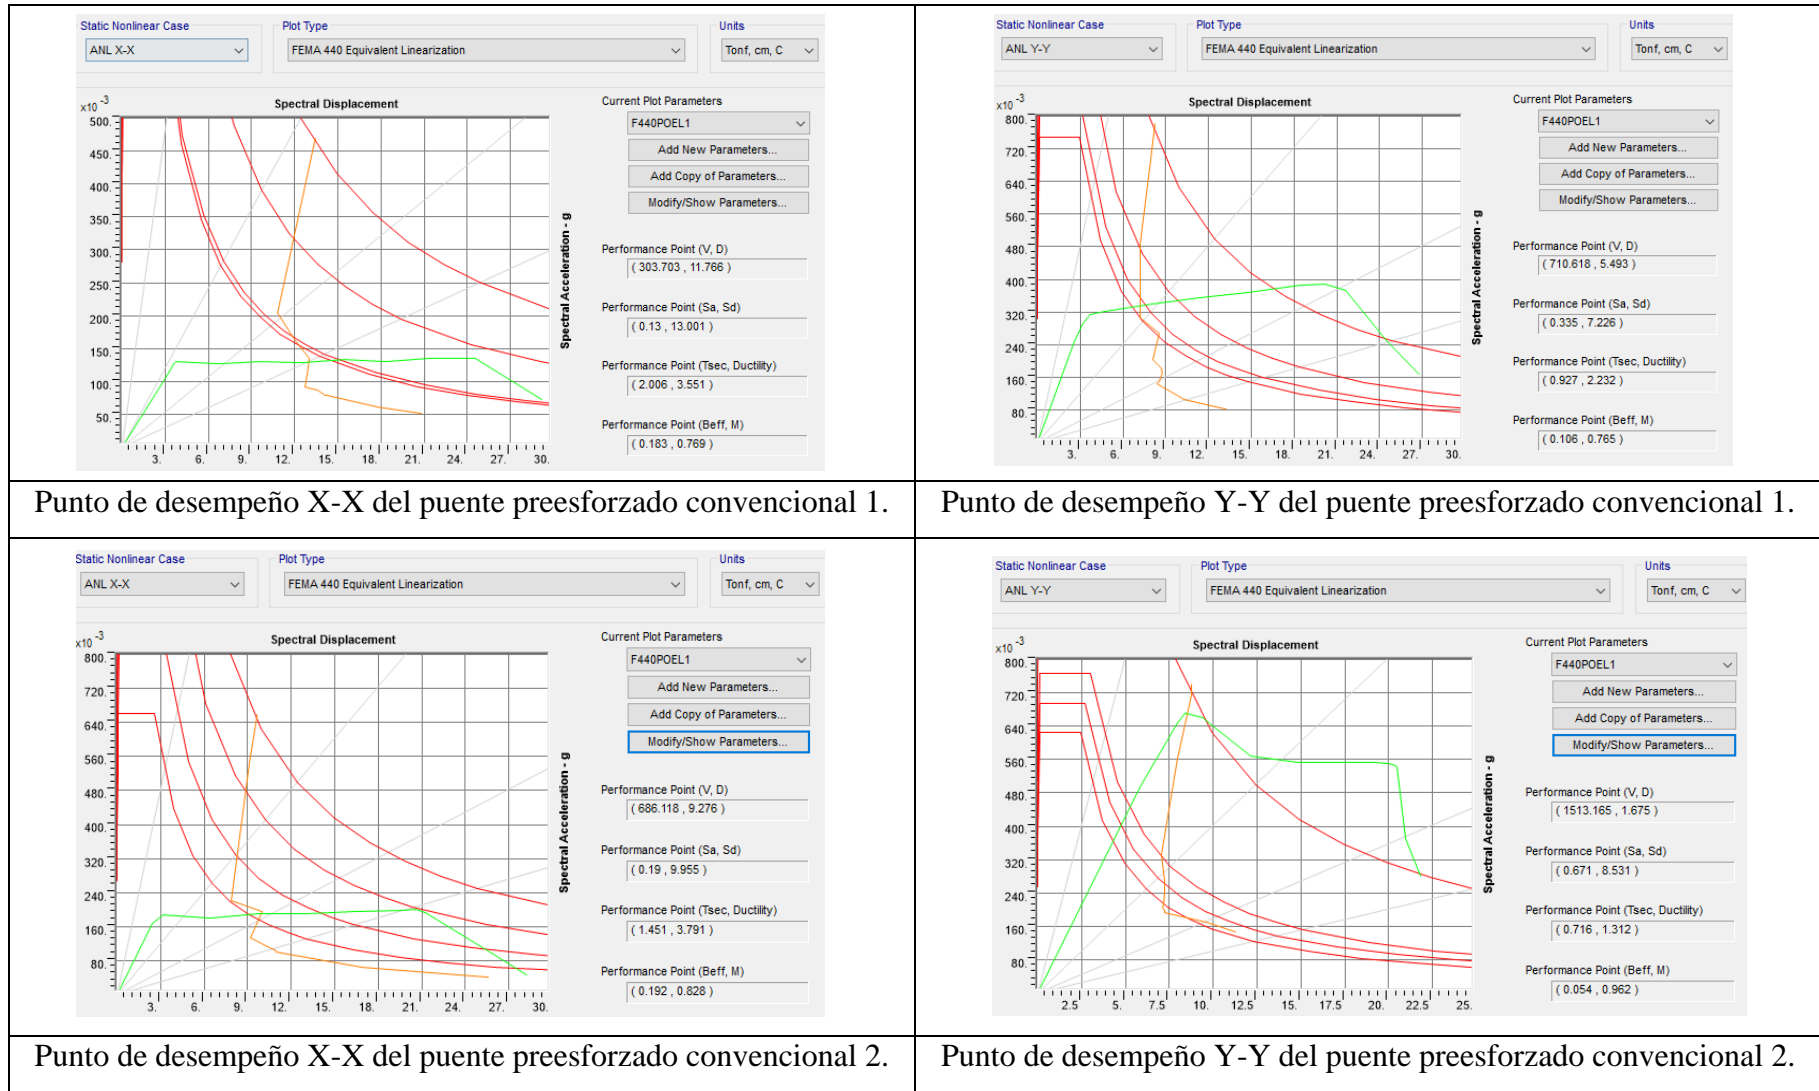 Static Nonlinear Case
Plot Type
Units
ANL X-X
FEMA 440 Equivalent Linearization
Tonf, cm, C
x10 -3
Spectral Displacement
Current Plot Parameters
500.
450.
400.
350.
300.
250.
200.
150.
100.
50.
3. 6. 9. 12. 15. 18. 21. 24. 27. 30.
Spectral Acceleration - g
F440POEL1
Add New Parameters...
Add Copy of Parameters...
Modify/Show Parameters...
Performance Point (V, D)
( 303.703 , 11.766 )
Performance Point (Sa, Sd)
( 0.13 , 13.001 )
Performance Point (Tsec, Ductility)
( 2.006 , 3.551 )
Performance Point (Beff, M)
( 0.183 , 0.769 )
Static Nonlinear Case
Plot Type
Units
ANL Y-Y
FEMA 440 Equivalent Linearization
Tonf, cm, C
x10 -3
Spectral Displacement
Current Plot Parameters
800.
720.
640.
560.
480.
400.
320.
240.
160.
80.
3. 6. 9. 12. 15. 18. 21. 24. 27. 30.
Spectral Acceleration - g
F440POEL1
Add New Parameters...
Add Copy of Parameters...
Modify/Show Parameters...
Performance Point (V, D)
( 710.618 , 5.493 )
Performance Point (Sa, Sd)
( 0.335 , 7.226 )
Performance Point (Tsec, Ductility)
( 0.927 , 2.232 )
Performance Point (Beff, M)
( 0.106 , 0.765 )
Punto de desempeño X-X del puente preesforzado convencional 1.
Punto de desempeño Y-Y del puente preesforzado convencional 1.
Static Nonlinear Case
Plot Type
Units
ANL X-X
FEMA 440 Equivalent Linearization
Tonf, cm, C
x10 -3
Spectral Displacement
Current Plot Parameters
800.
720.
640.
560.
480.
400.
320.
240.
160.
80.
3. 6. 9. 12. 15. 18. 21. 24. 27. 30.
Spectral Acceleration - g
F440POEL1
Add New Parameters...
Add Copy of Parameters...
Modify/Show Parameters...
Performance Point (V, D)
( 686.118 , 9.276 )
Performance Point (Sa, Sd)
( 0.19 , 9.955 )
Performance Point (Tsec, Ductility)
( 1.451 , 3.791 )
Performance Point (Beff, M)
( 0.192 , 0.828 )
Static Nonlinear Case
Plot Type
Units
ANL Y-Y
FEMA 440 Equivalent Linearization
Tonf, cm, C
x10 -3
Spectral Displacement
Current Plot Parameters
800.
720.
640.
560.
480.
400.
320.
240.
160.
80.
2.5 5. 7.5 10. 12.5 15. 17.5 20. 22.5 25.
Spectral Acceleration - g
F440POEL1
Add New Parameters...
Add Copy of Parameters...
Modify/Show Parameters...
Performance Point (V, D)
( 1513.165 , 1.675 )
Performance Point (Sa, Sd)
( 0.671 , 8.531 )
Performance Point (Tsec, Ductility)
( 0.716 , 1.312 )
Performance Point (Beff, M)
( 0.054 , 0.962 )
Punto de desempeño X-X del puente preesforzado convencional 2.
Punto de desempeño Y-Y del puente preesforzado convencional 2.